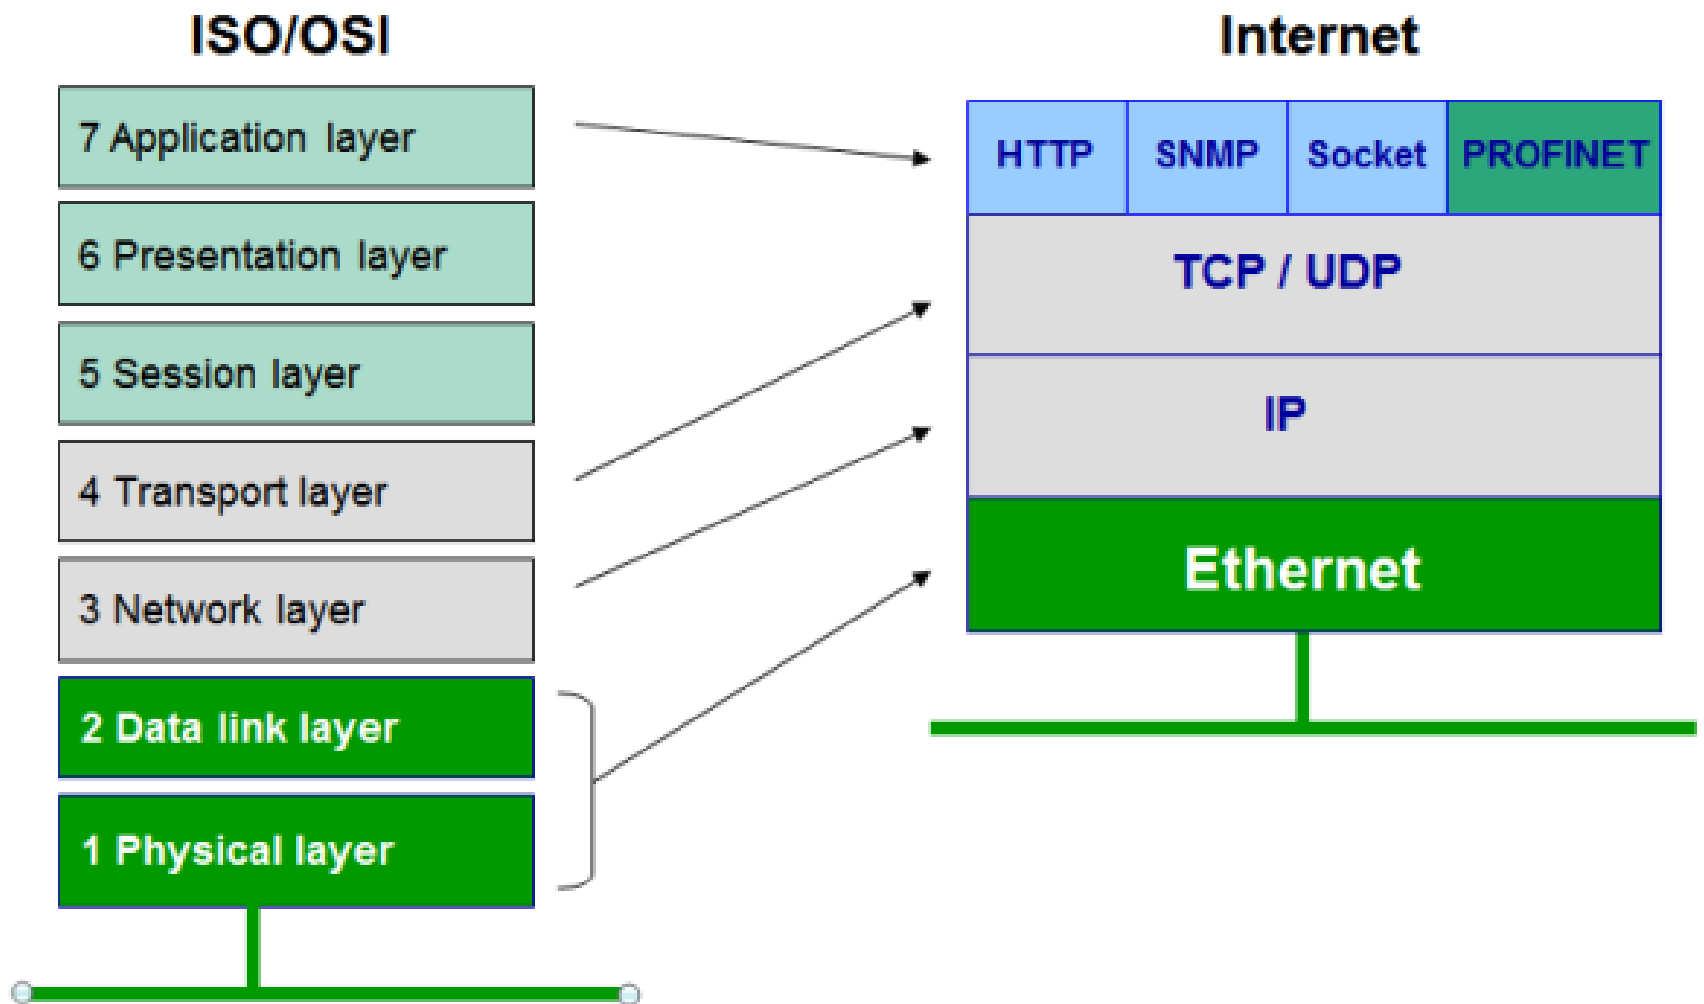 ISO/OSI
7 Application layer
6 Presentation layer
5 Session layer
4 Transport layer
3 Network layer
2 Data link layer
1 Physical layer
Internet
HTTP SNMP Socket PROFINET
TCP / UDP
IP
Ethernet